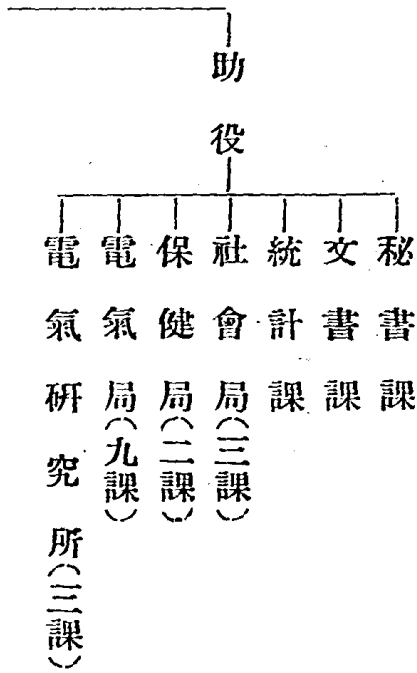 助役
秘書課
文書課
統計課
社會局(三課)
保健局(二課)
電氣局(九課)
電氣研究所(三課)